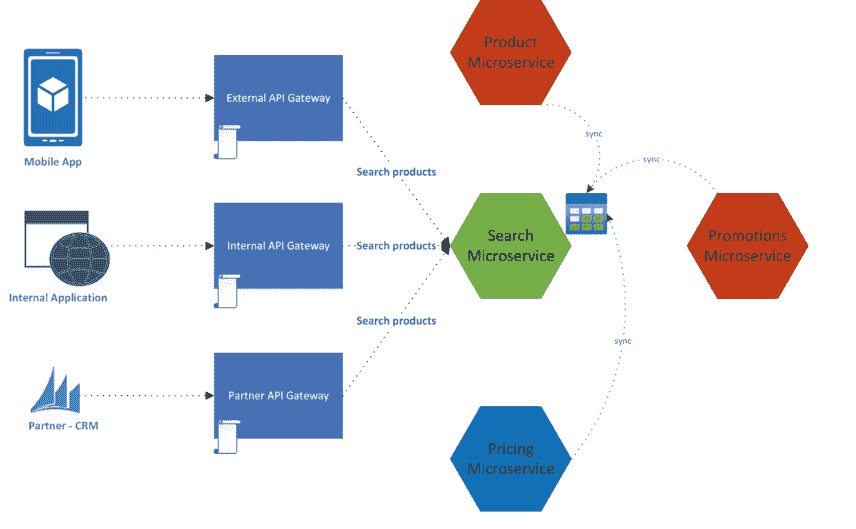 Product
Microservice
External API Gateway
sync
Mobile App
sync
Search products
Internal API Gateway
Search products
Search
Microservice
Promotions
Microservice
Internal Application
Search products
sync
Partner API Gateway
Partner - CRM
Pricing
Microservice